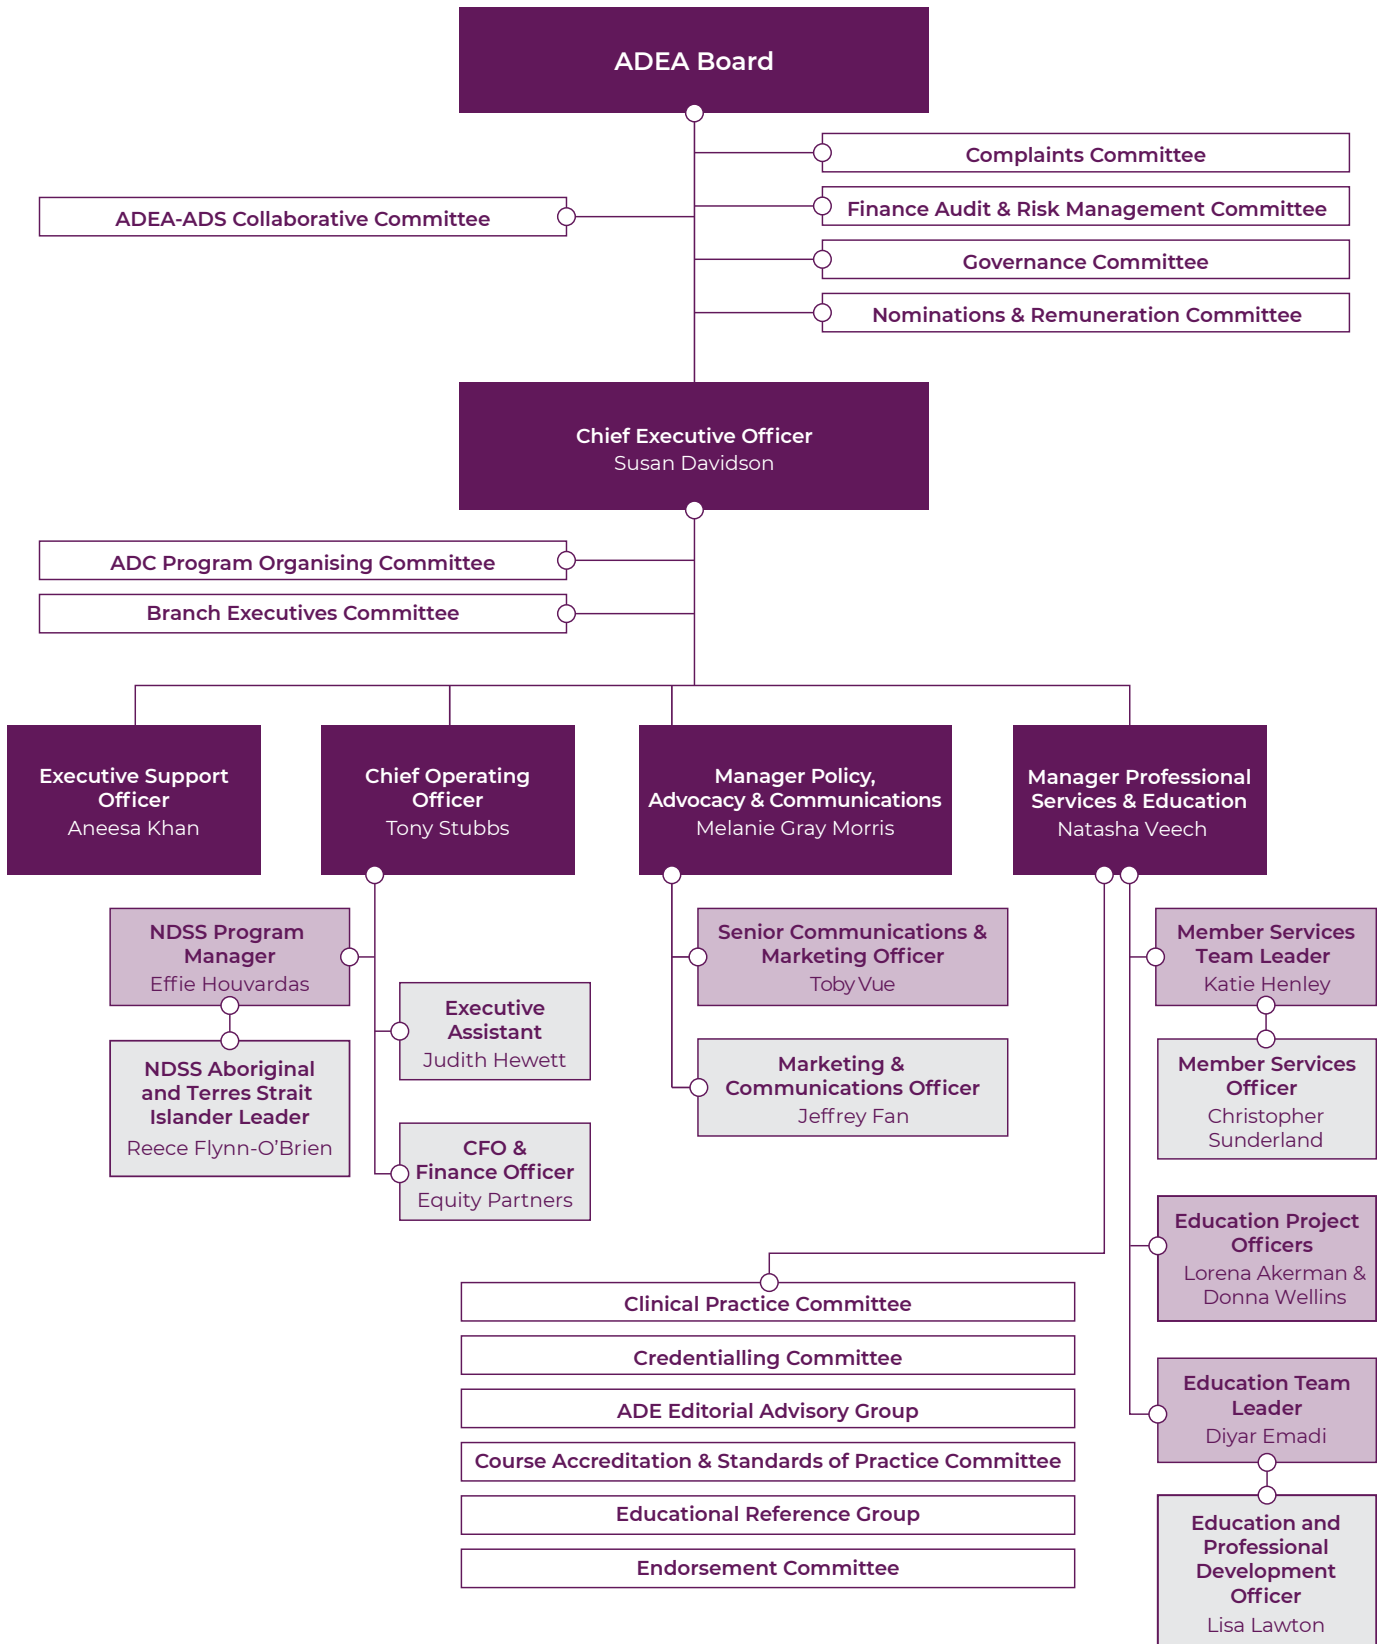 ADEA Board
Complaints Committee
ADEA-ADS Collaborative Committee
Finance Audit & Risk Management Committee
Governance Committee
Nominations & Remuneration Committee
Chief Executive Officer
Susan Davidson
ADC Program Organising Committee
Branch Executives Committee
Executive Support
Officer
Aneesa Khan
Chief Operating
Officer
Tony Stubbs
Manager Policy,
Advocacy & Communications
Melanie Gray Morris
Manager Professional
Services & Education
Natasha Veech
NDSS Program
Manager
Effie Houvardas
NDSS Aboriginal
and Terres Strait
Islander Leader
Reece Flynn-O’Brien
Executive
Assistant
Judith Hewett
CFO &
Finance Officer
Equity Partners
Senior Communications &
Marketing Officer
Toby Vue
Marketing &
Communications Officer
Jeffrey Fan
Member Services
Team Leader
Katie Henley
Member Services
Officer
Christopher
Sunderland
Education Project
Officers
Lorena Akerman &
Donna Wellins
Education Team
Leader
Diyar Emadi
Education and
Professional
Development
Officer
Lisa Lawton
Clinical Practice Committee
Credentialling Committee
ADE Editorial Advisory Group
Course Accreditation & Standards of Practice Committee
Educational Reference Group
Endorsement Committee